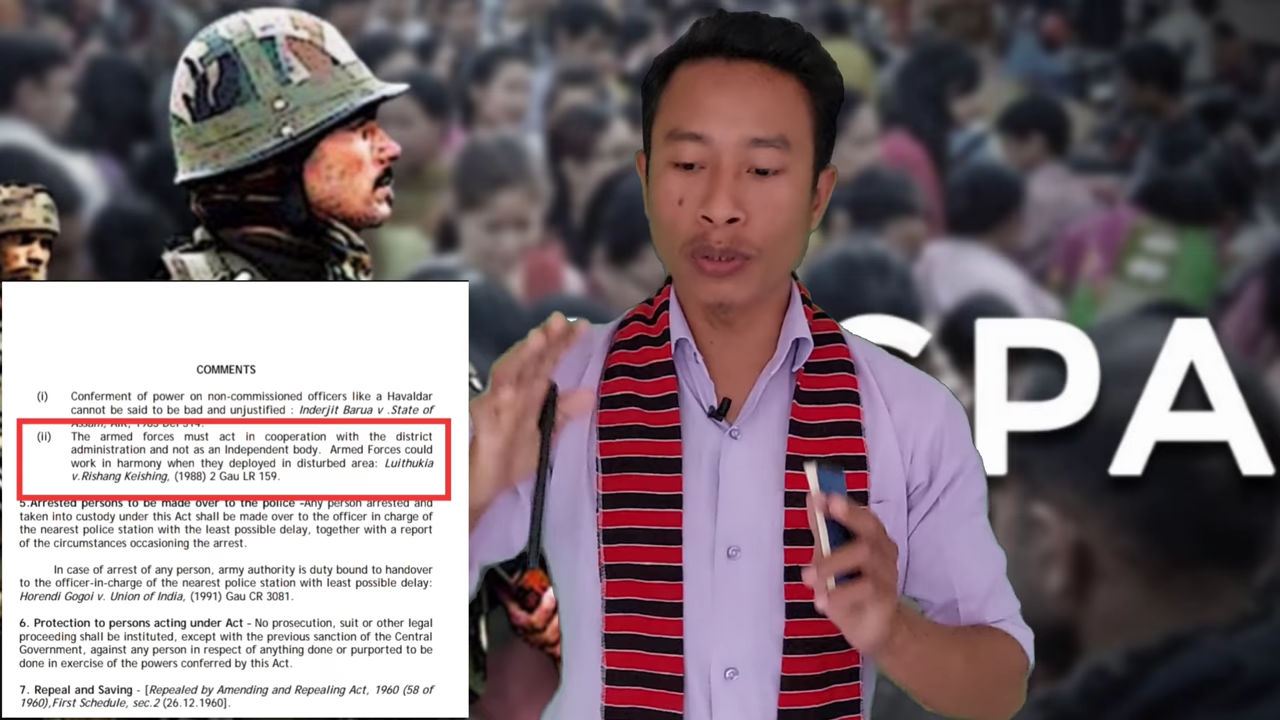 COMMENTS
(i) Conferment of power on non-commissioned officers like a Havaldar
cannot be said to be bad and unjustified : Inderjit Barua v .State of
(ii) The armed forces must act in cooperation with the district
administration and not as an Independent body. Armed Forces could
work in harmony when they deployed in disturbed area: Luithukia
v.Rishang Keishing, (1988) 2 Gau LR 159.
5.Arrested persons to be made over to the police -Any person arrested and
taken into custody under this Act shall be made over to the officer in charge of
the nearest police station with the least possible delay, together with a report
of the circumstances occasioning the arrest.
In case of arrest of any person, army authority is duty bound to handover
to the officer-in-charge of the nearest police station with least possible delay:
Horendi Gogoi v. Union of India, (1991) Gau CR 3081.
6. Protection to persons acting under Act – No prosecution, suit or other legal
proceeding shall be instituted, except with the previous sanction of the Central
Government, against any person in respect of anything done or purported to be
done in exercise of the powers conferred by this Act.
7. Repeal and Saving - [Repealed by Amending and Repealing Act, 1960 (58 of
1960),First Schedule, sec.2 (26.12.1960].
SPA